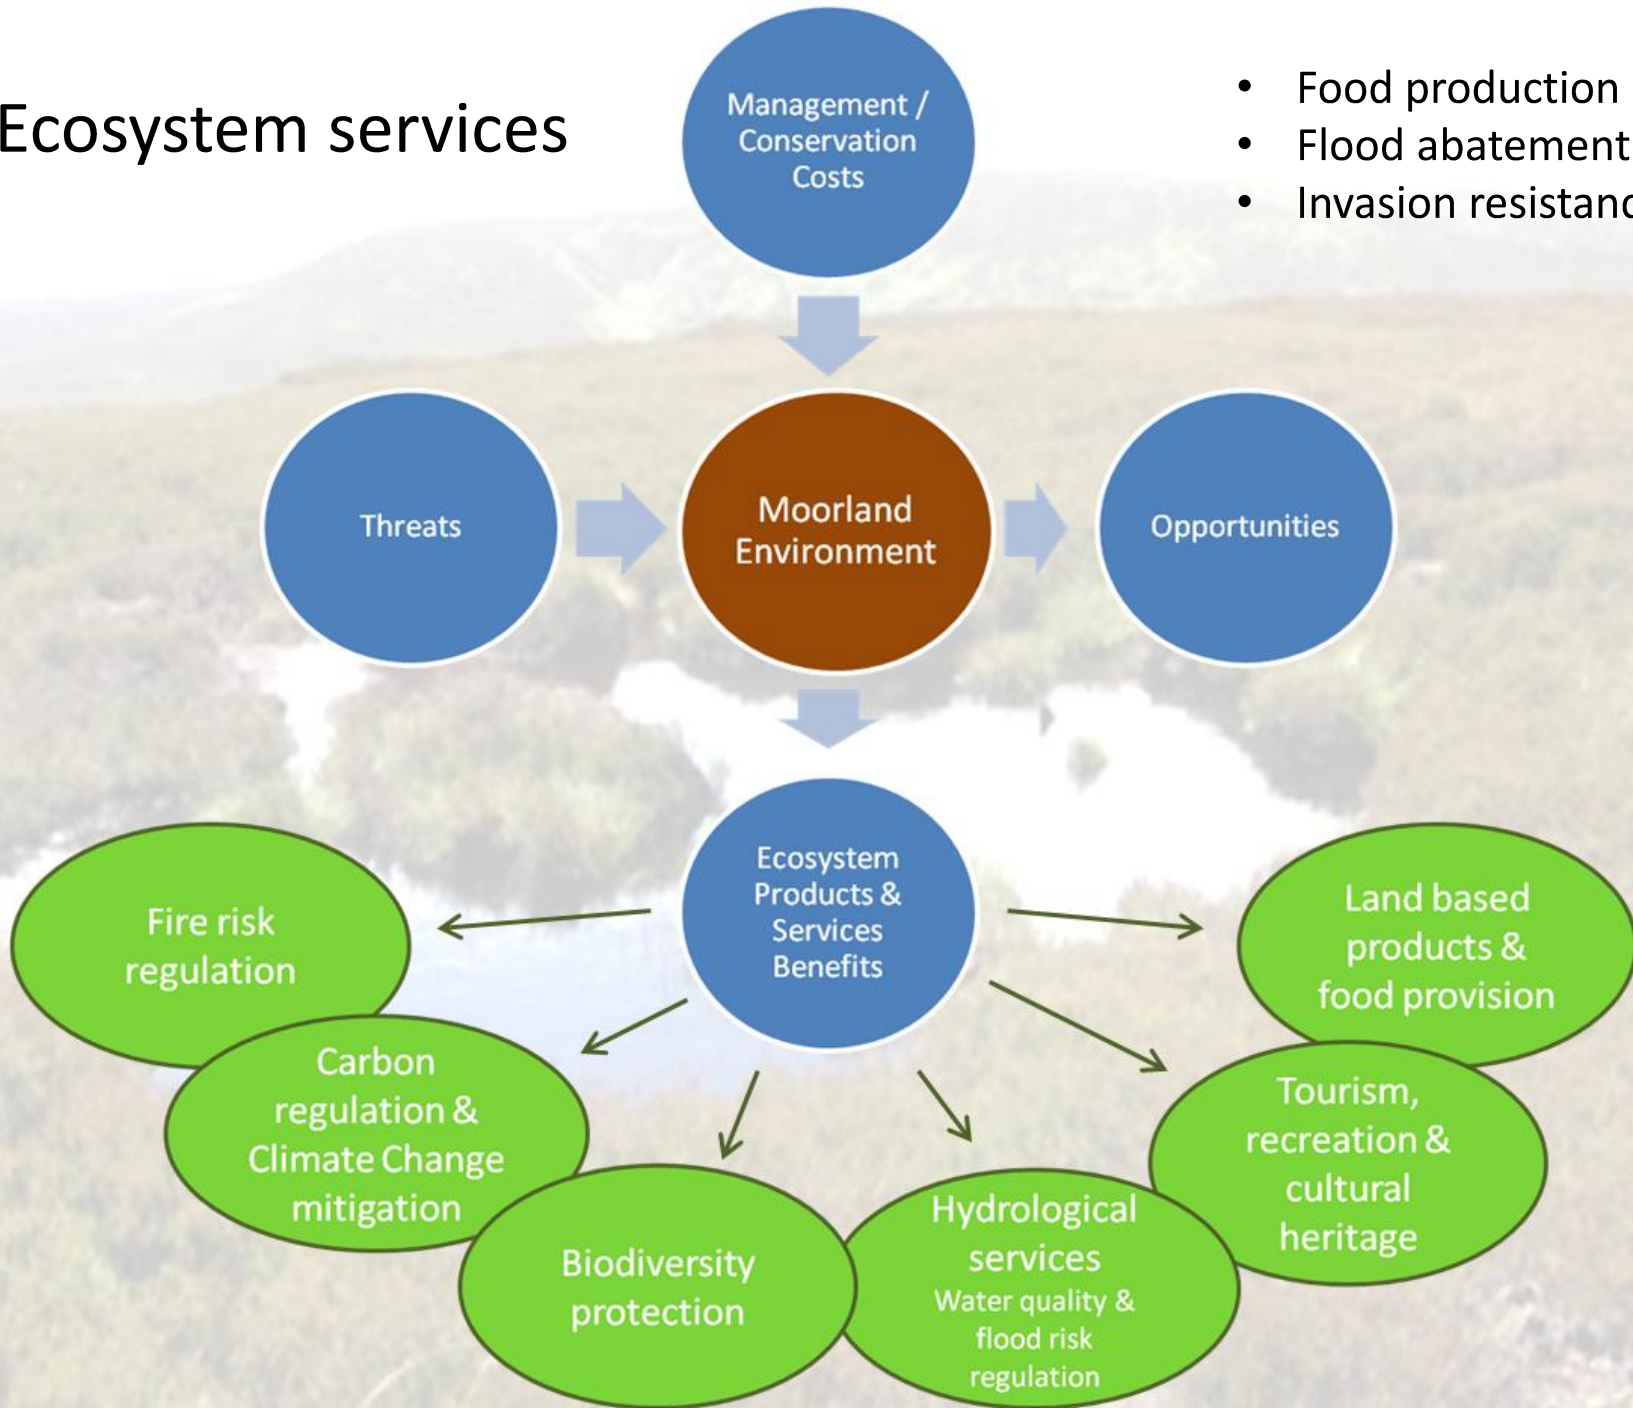 Ecosystem services
• Food production
• Flood abatement
• Invasion
Management /
Conservation
Costs
Threats
Moorland
Environment
Opportunities
Ecosystem
Products &
Services
Benefits
Fire risk
regulation
Carbon
regulation &
Climate Change
mitigation
Biodiversity
protection
Hydrological
services
Water quality &
flood risk
regulation
Tourism,
recreation &
cultural
heritage
Land based
products &
food provision